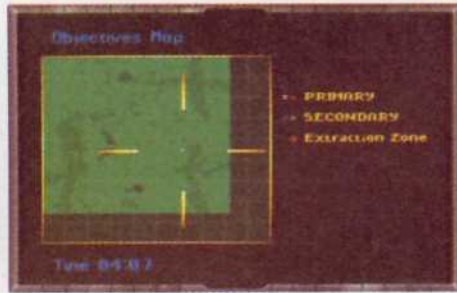 Objectives Map
PRIMARY
SECONDARY
Extraction Zone
Time 04:07